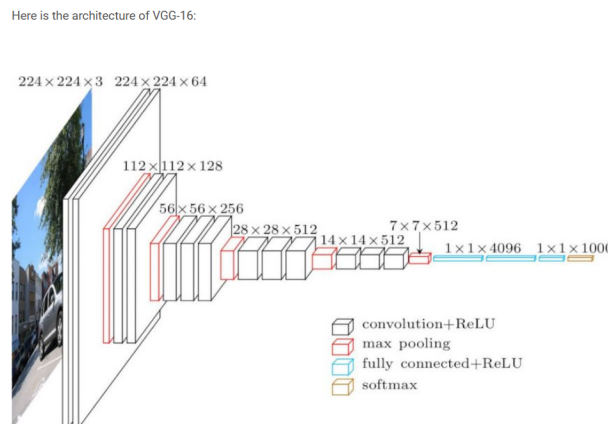 Here is the architecture of VGG-16:
224 × 224 × 3 224 × 224 × 64
112 × 112 × 128
56 × 56 × 256
28 × 28 × 512
14 × 14 × 512
7 × 7 × 512
1 × 1 × 4096 1 × 1 × 1000
convolution+ReLU
max pooling
fully connected+ReLU
softmax